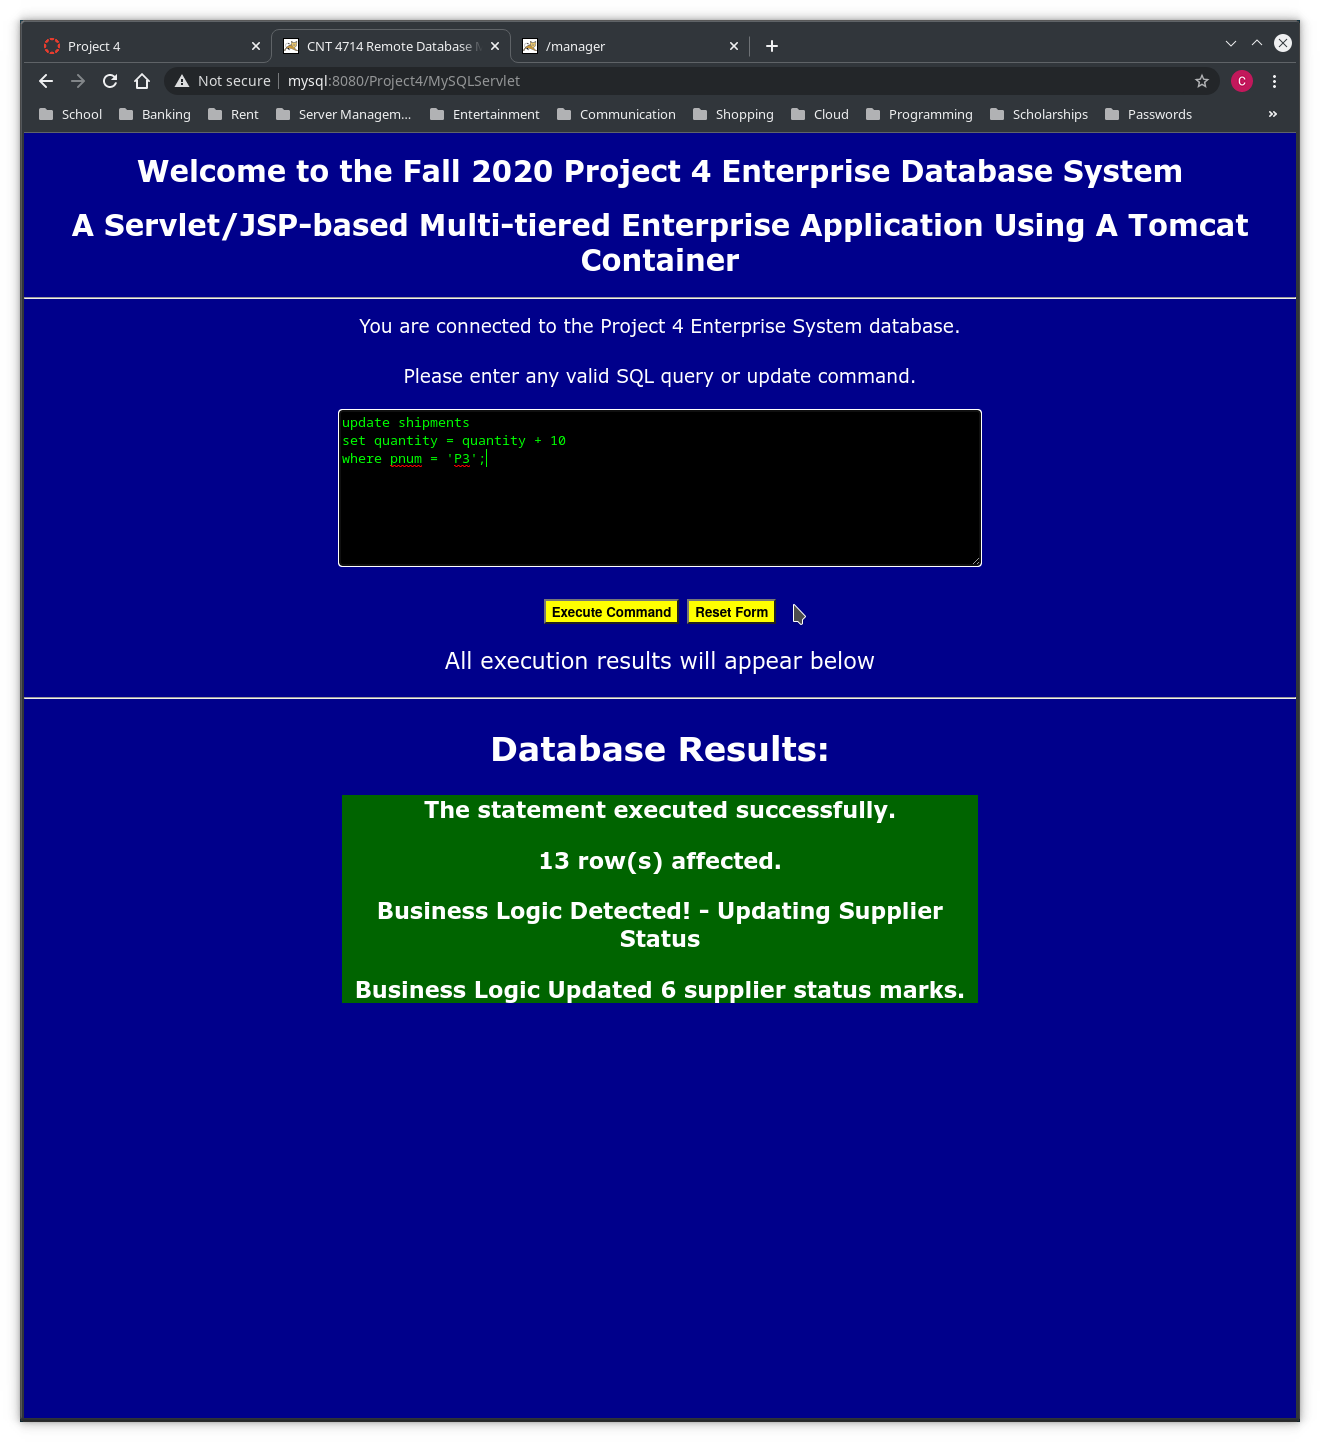 Project 4
CNT 4714 Remote Database
/manager
Not secure mysql:8080/Project4/MySQLServlet
C
School Banking Rent Server Managem... Entertainment Communication Shopping Cloud Programming Scholarships Passwords »
Welcome to the Fall 2020 Project 4 Enterprise Database System
A Servlet/JSP-based Multi-tiered Enterprise Application Using A Tomcat
Container
You are connected to the Project 4 Enterprise System database.
Please enter any valid SQL query or update command.
update shipments
set quantity = quantity + 10
where pnum = 'P3';
Execute Command Reset Form
All execution results will appear below
Database Results:
The statement executed successfully.
13 row(s) affected.
Business Logic Detected! - Updating Supplier
Status
Business Logic Updated 6 supplier status marks.